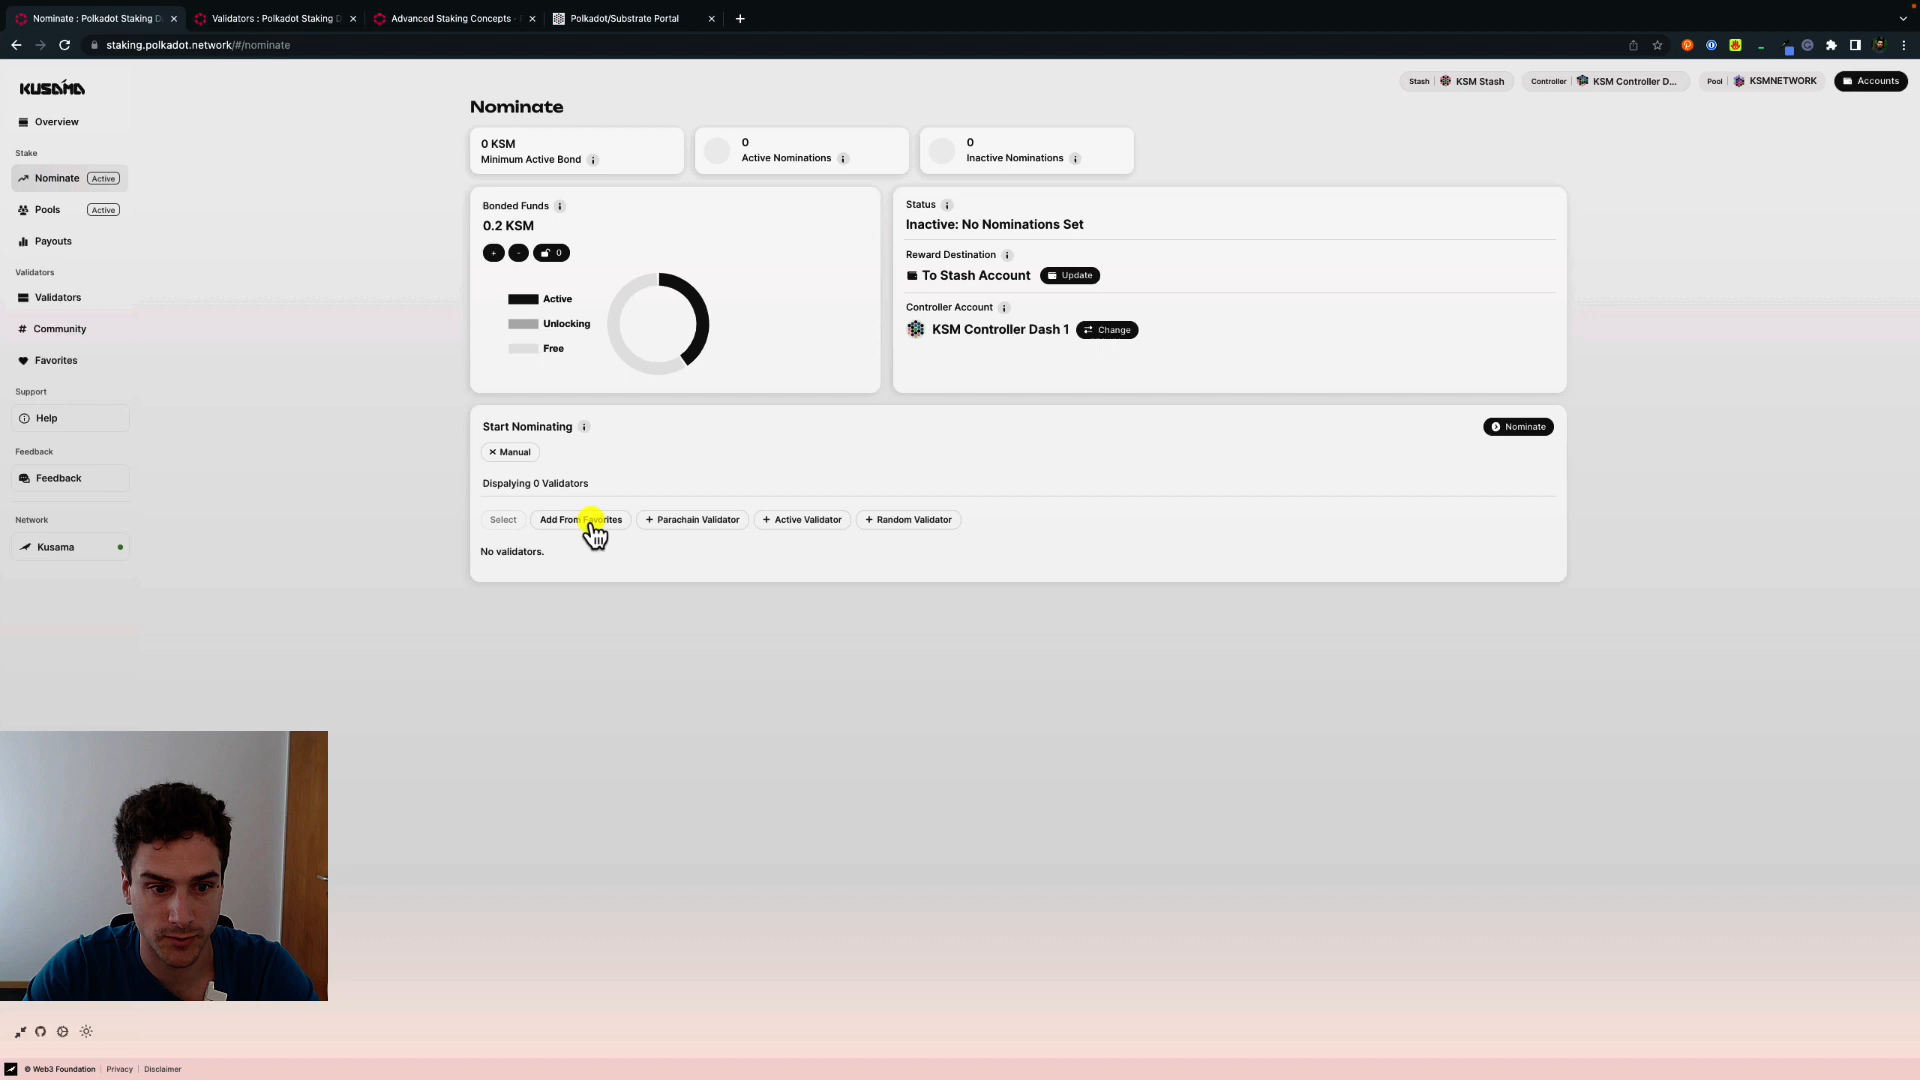 Nominate : Polkadot Staking D
Validators : Polkadot Staking D
Advanced Staking Concepts ·
Polkadot/Substrate Portal
staking.polkadot.network/#/nominate
KUSAMA
Stash
KSM Stash
Controller
KSM Controller D...
Pool
KSMNETWORK
Accounts
Overview
Stake
Nominate
Active
Pools
Active
Payouts
Validators
Validators
Community
Favorites
Support
Help
Feedback
Feedback
Network
Kusama
Nominate
0 KSM
Minimum Active Bond
0
Active Nominations
0
Inactive Nominations
Bonded Funds
0.2 KSM
+
-
0
Active
Unlocking
Free
Status
Inactive: No Nominations Set
Reward Destination
To Stash Account
Update
Controller Account
KSM Controller Dash 1
Change
Start Nominating
Nominate
Manual
Dispalying 0 Validators
Select
Add From Favorites
+ Parachain Validator
+ Active Validator
+ Random Validator
No validators.
© Web3 Foundation | Privacy | Disclaimer